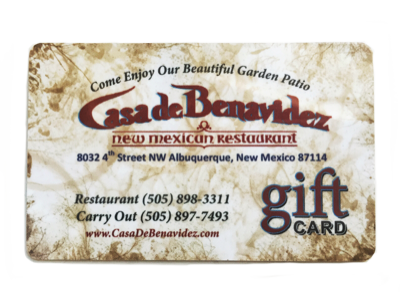 Come Enjoy Our Beautiful Garden Patio
Casa de Benavidez
new mexican restaurant
8032 4th Street NW Albuquerque, New Mexico 87114
Restaurant (505) 898-3311
Carry Out (505) 897-7493
www.CasaDeBenavidez.com
gift
CARD